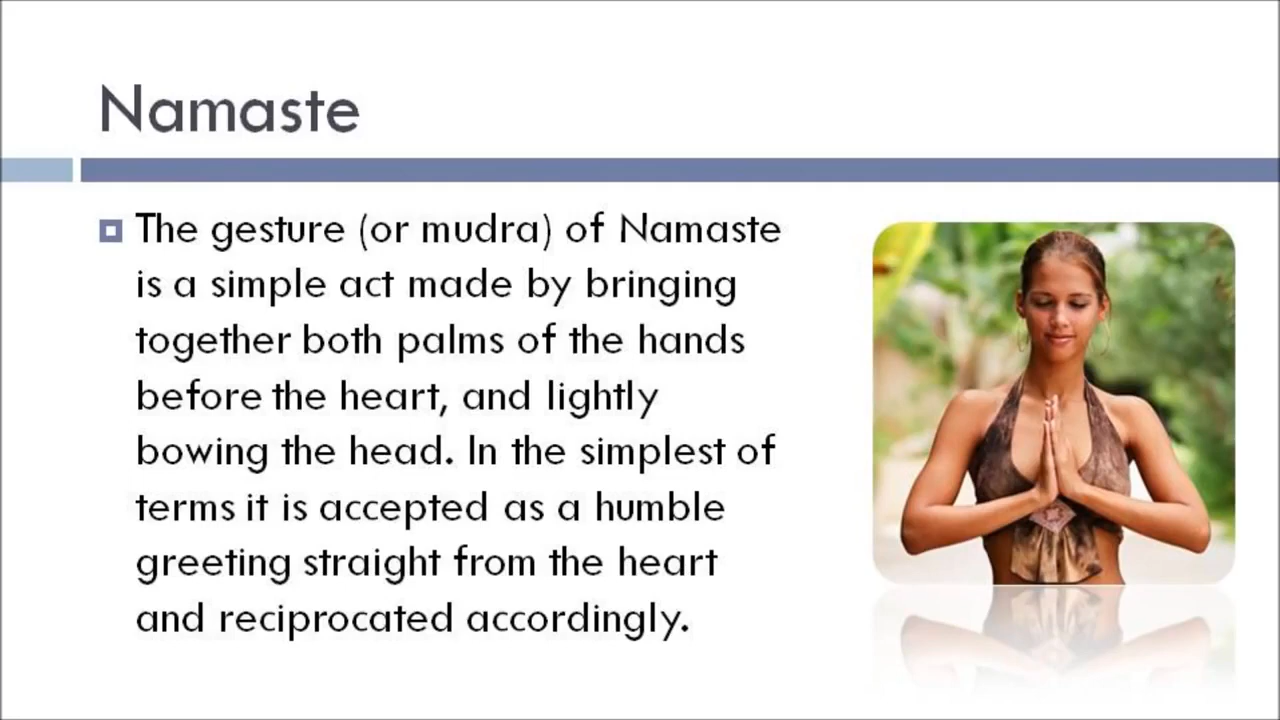 Namaste
The gesture (or mudra) of Namaste
is a simple act made by bringing
together both palms of the hands
before the heart, and lightly
bowing the head. In the simplest of
terms it is accepted as a humble
greeting straight from the heart
and reciprocated accordingly.